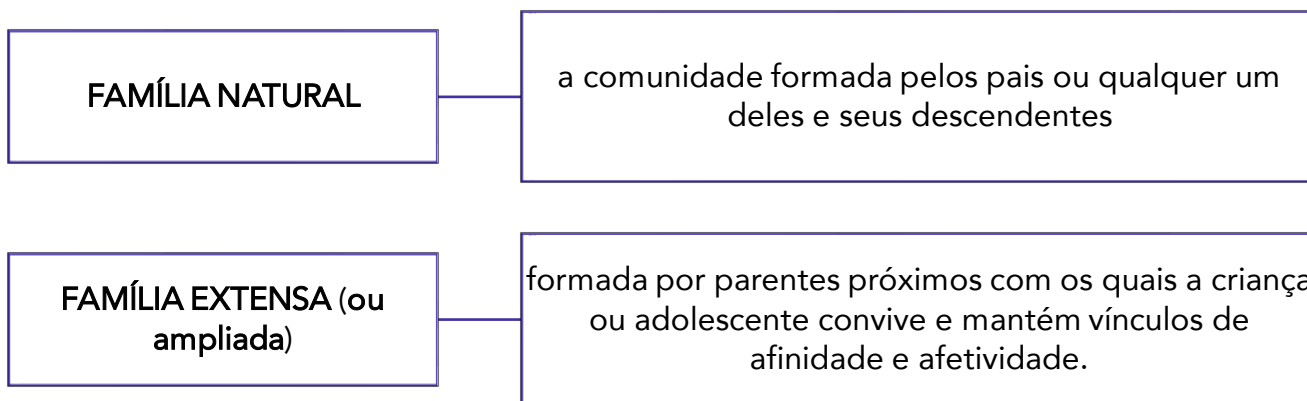 FAMÍLIA NATURAL
a comunidade formada pelos pais ou qualquer um
deles e seus descendentes
FAMÍLIA EXTENSA (ou
ampliada)
formada por parentes próximos com os quais a criança
ou adolescente convive e mantém vínculos de
afinidade e afetividade.